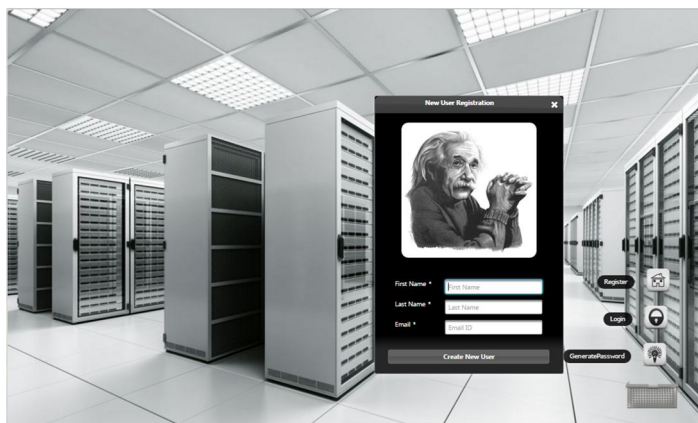 New User Registration
First Name *
First Name
Last Name *
Last Name
Email *
Email ID
Create New User
Register
Login
GeneratePassword